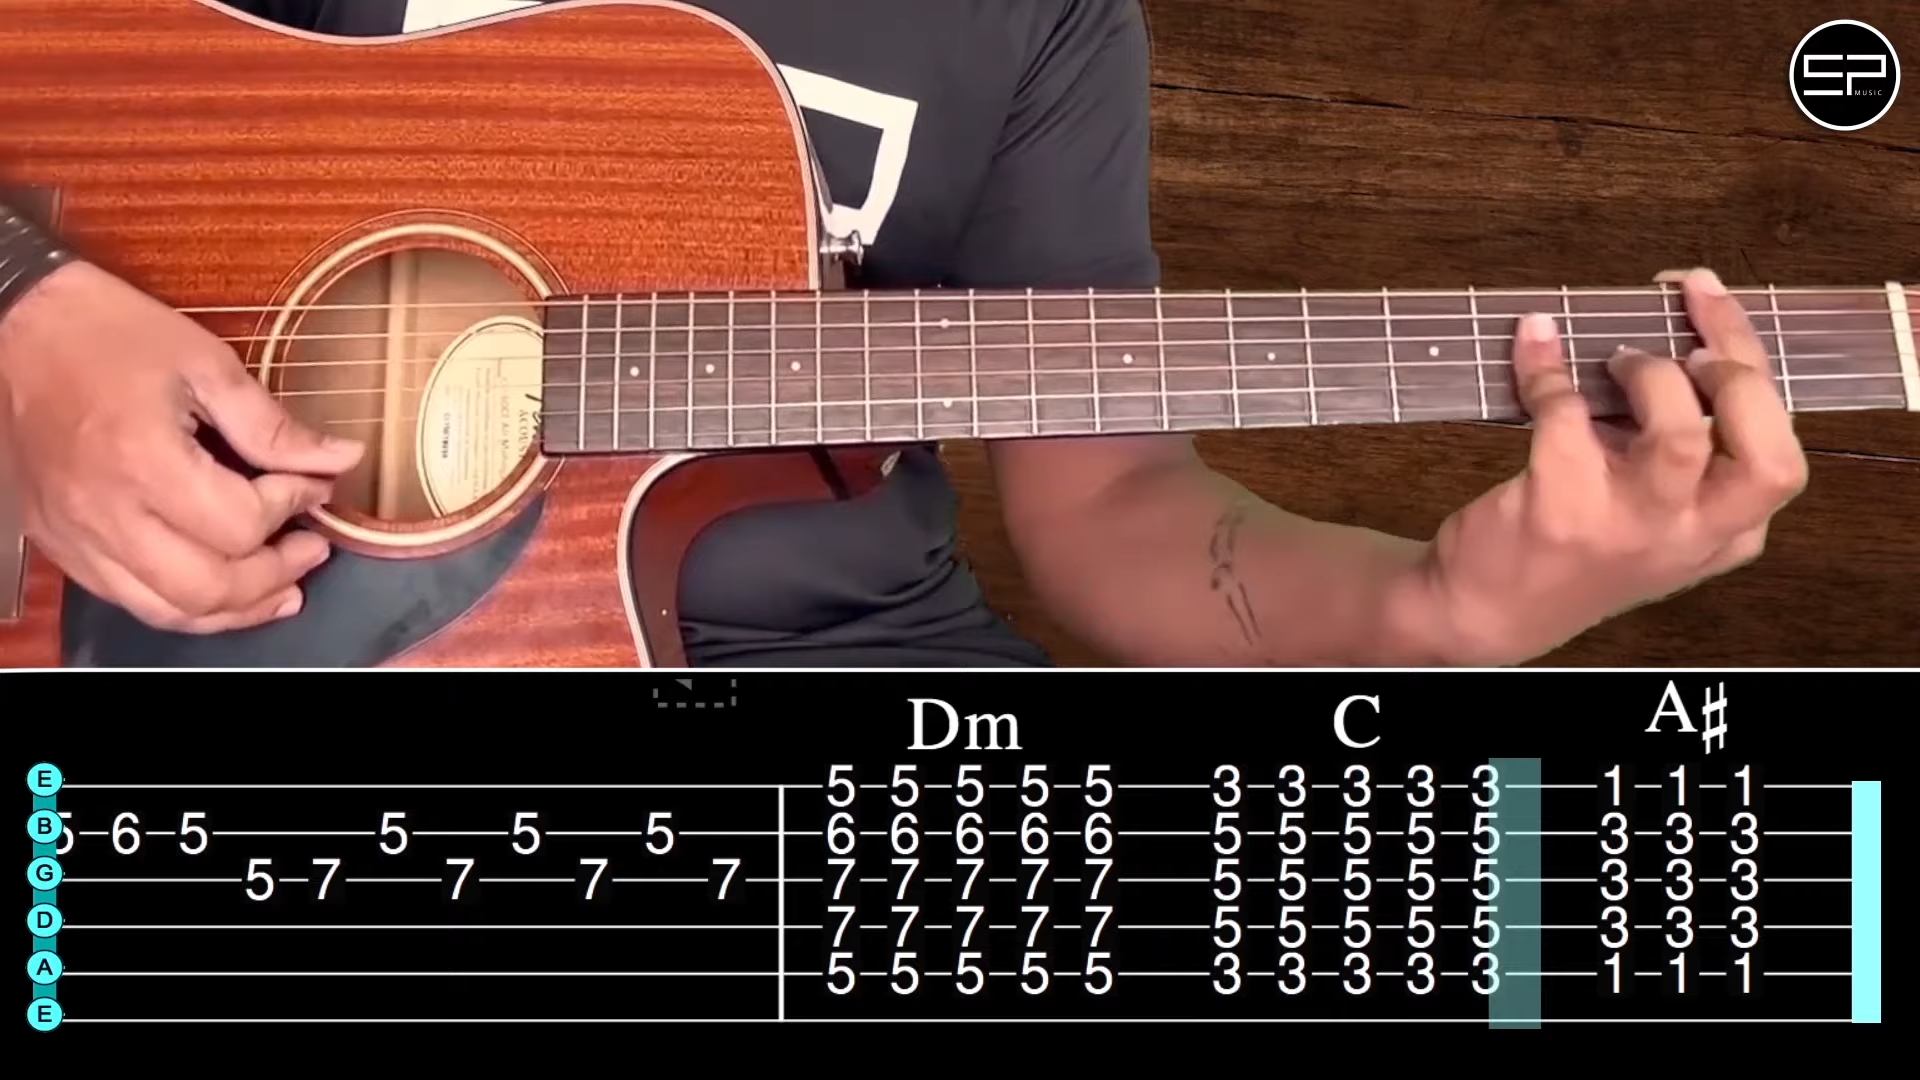 SP
MUSIC
Dm C A♯
E 5 5 5 5 5 3 3 3 3 3 1 1 1
B 5 6 5 5 5 5 6 6 6 6 6 5 5 5 5 5 3 3 3
G 5 7 7 7 7 7 7 7 7 7 5 5 5 5 5 3 3 3
D 7 7 7 7 7 5 5 5 5 5 3 3 3
A 5 5 5 5 5 3 3 3 3 3 1 1 1
E